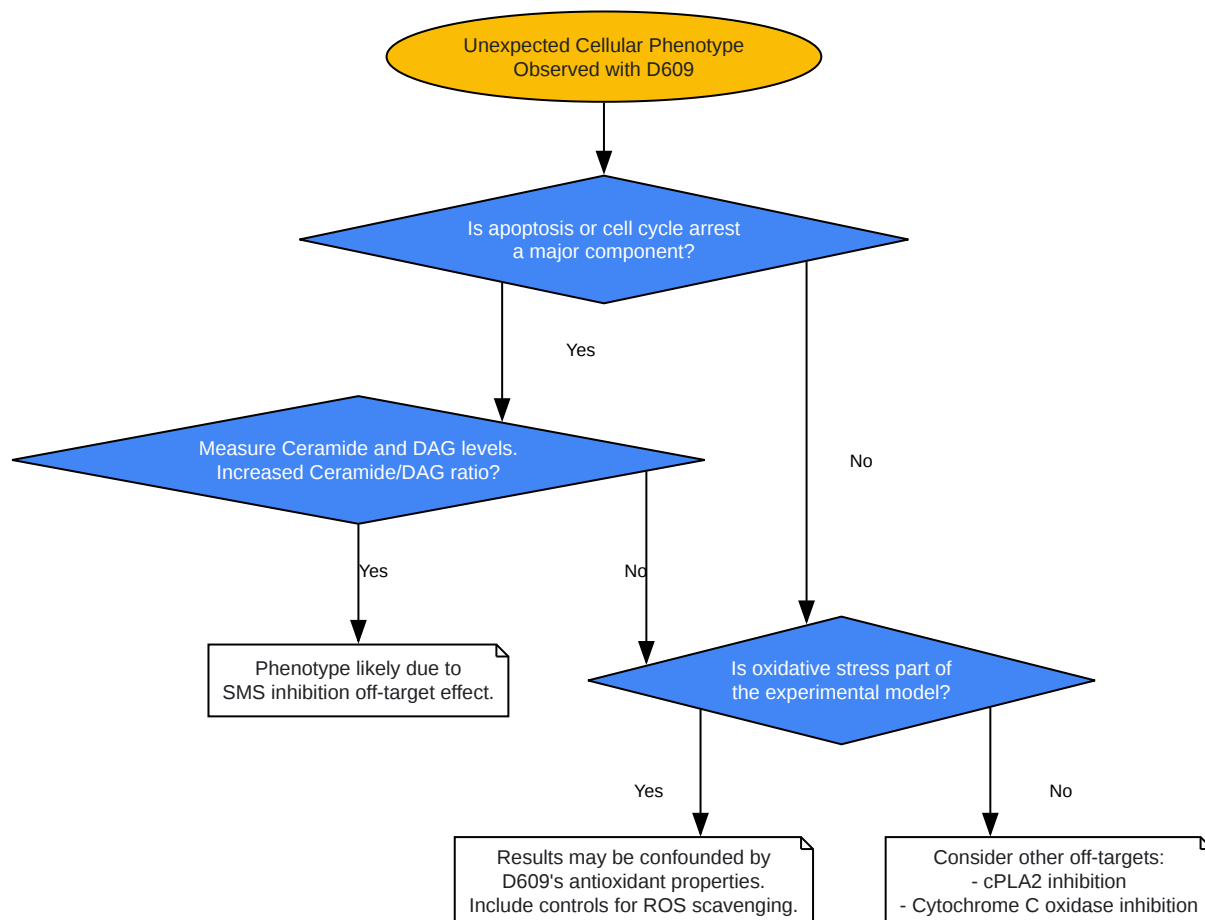 Unexpected Cellular Phenotype
Observed with D609
Is apoptosis or cell cycle arrest
a major component?
Yes
No
Measure Ceramide and DAG levels.
Increased Ceramide/DAG ratio?
Yes
No
Phenotype likely due to
SMS inhibition off-target effect.
Is oxidative stress part of
the experimental model?
Yes
No
Results may be confounded by
D609's antioxidant properties.
Include controls for ROS scavenging.
Consider other off-targets:
- cPLA2 inhibition
- Cytochrome C oxidase inhibition